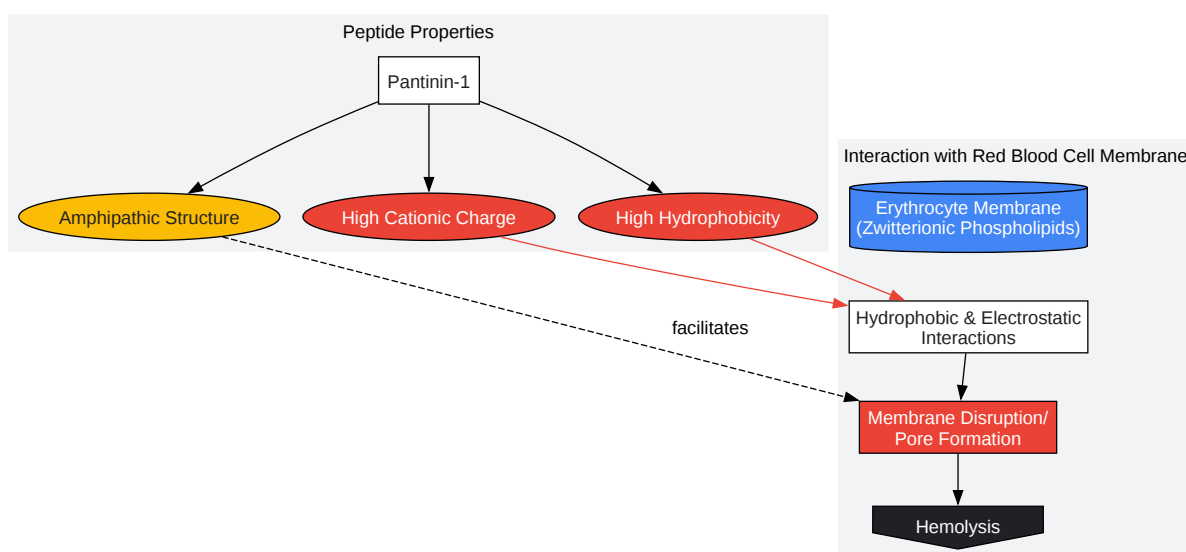 Peptide Properties
Pantinin-1
Amphipathic Structure
High Cationic Charge
High Hydrophobicity
Interaction with Red Blood Cell Membrane
Erythrocyte Membrane
(Zwitterionic Phospholipids)
Hydrophobic & Electrostatic
Interactions
facilitates
Membrane Disruption/
Pore Formation
Hemolysis